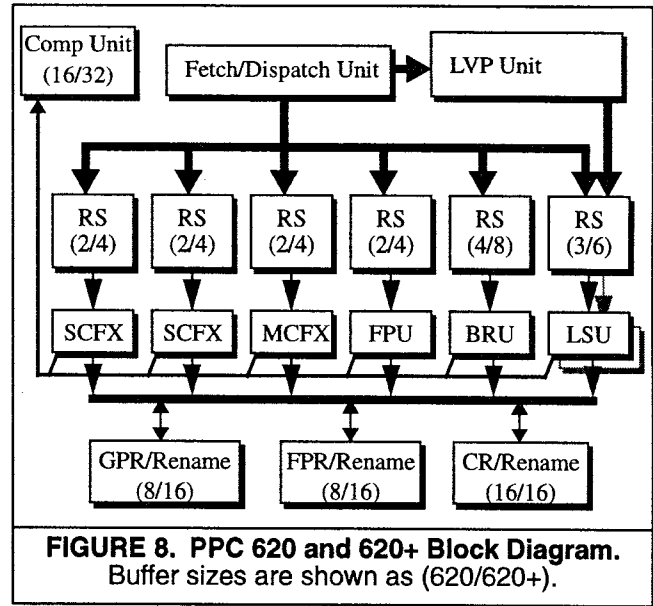 Comp Unit
(16/32)
Fetch/Dispatch Unit
LVP Unit
RS
(2/4)
RS
(2/4)
RS
(2/4)
RS
(2/4)
RS
(4/8)
RS
(3/6)
SCFX
SCFX
MCFX
FPU
BRU
LSU
GPR/Rename
(8/16)
FPR/Rename
(8/16)
CR/Rename
(16/16)
FIGURE 8. PPC 620 and 620+ Block Diagram.
Buffer sizes are shown as (620/620+).